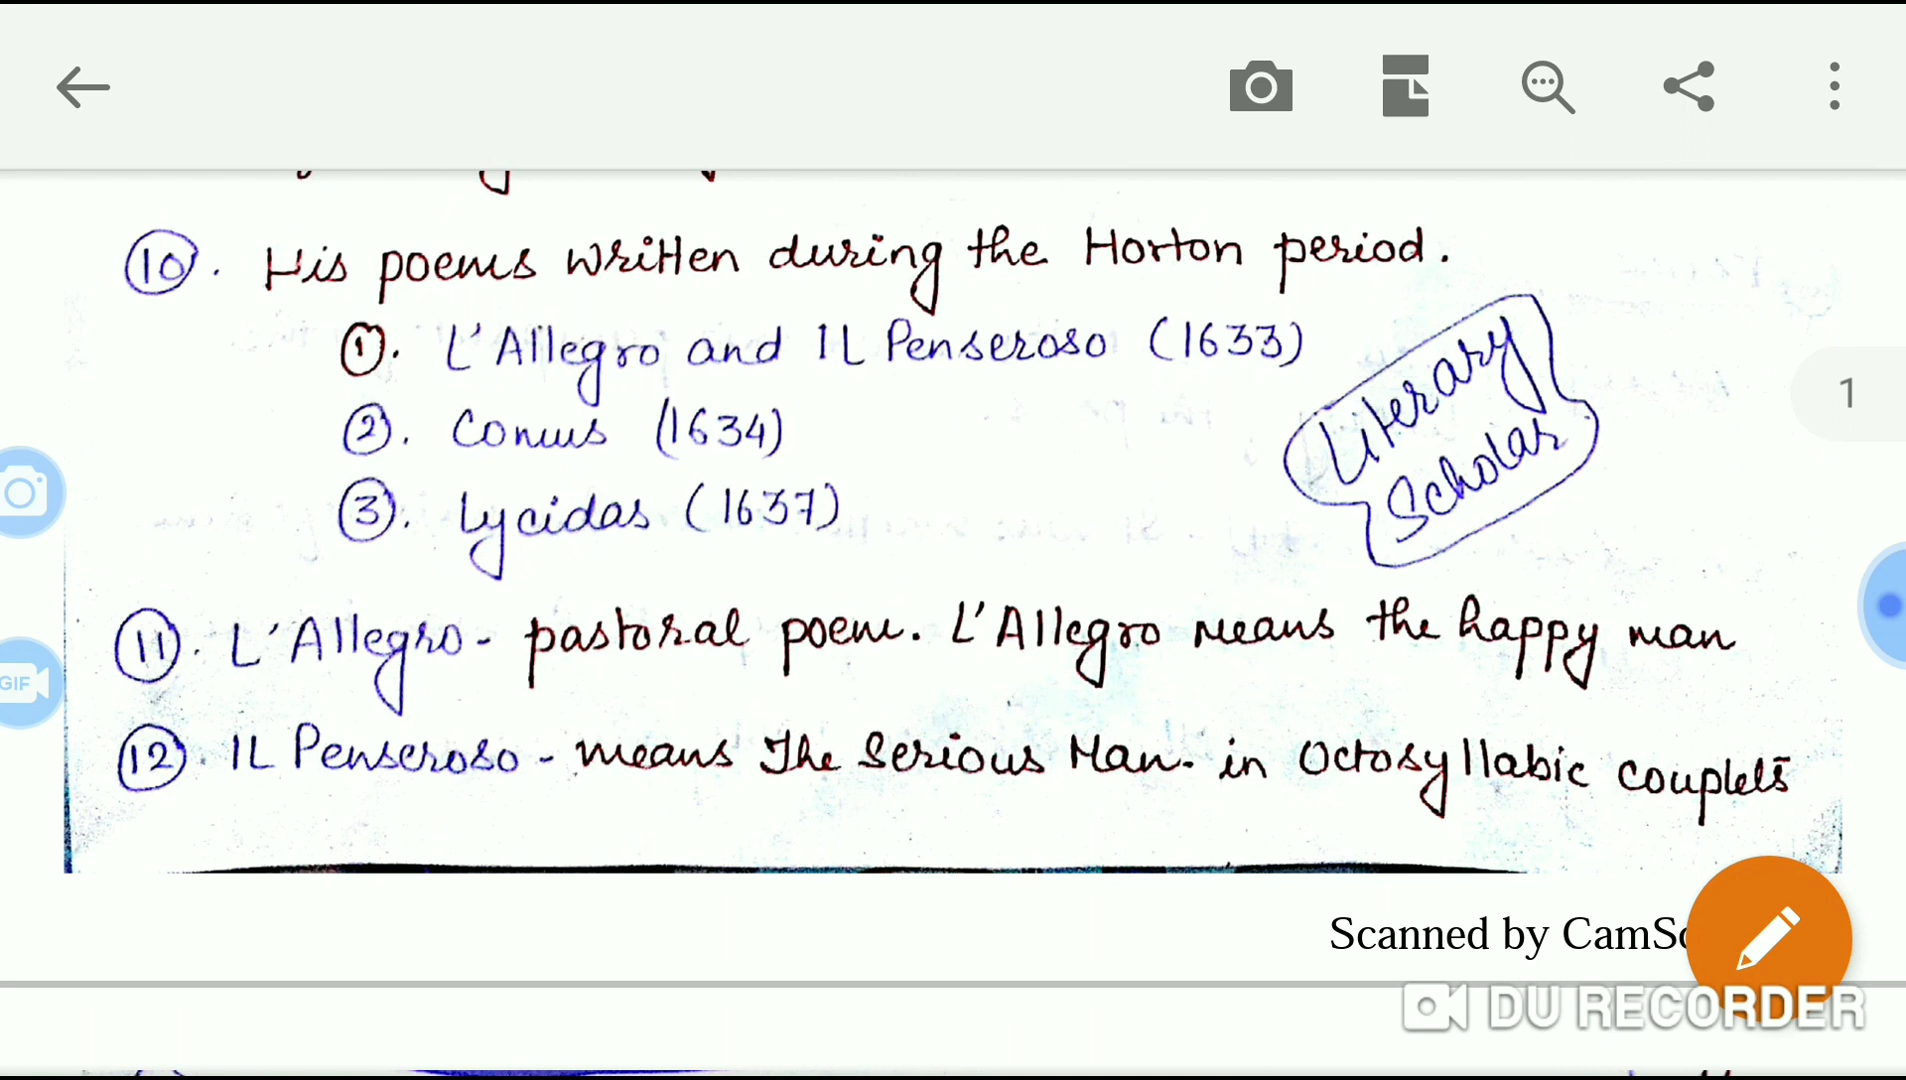 10. His poems written during the Horton period.
1. L'Allegro and IL Penseroso (1633)
2. Comus (1634)
3. Lycidas (1637)
Literary
Scholar
1
11. L'Allegro - pastoral poem. L'Allegro means the happy man
GIF
12. IL Penseroso - means The Serious Man. in Octosyllabic couplets
Scanned by CamSc
DU RECORDER